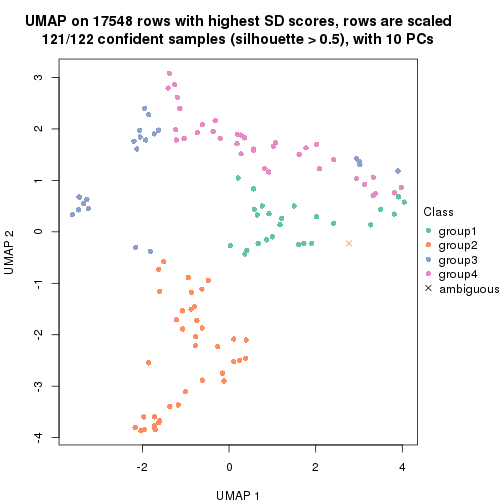 UMAP on 17548 rows with highest SD scores, rows are scaled
121/122 confident samples (silhouette > 0.5), with 10 PCs
3
2
1
0
-1
-2
-3
-4
UMAP 2
-2
0
2
4
UMAP 1
Class
group1
group2
group3
group4
ambiguous